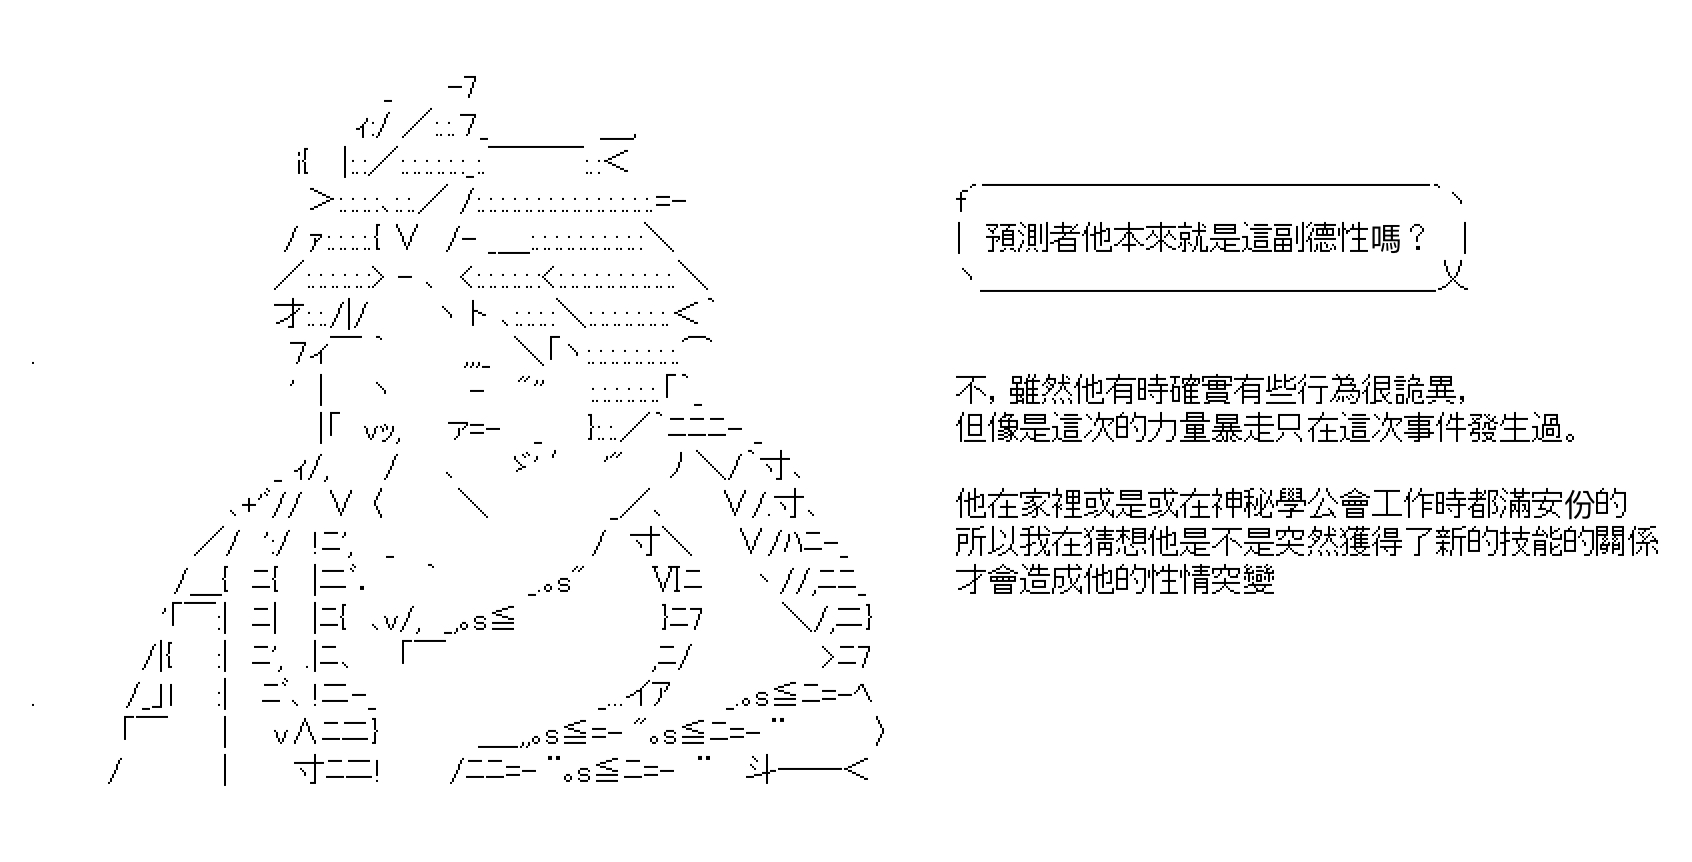 預測者他本來就是這副德性嗎？
不，雖然他有時確實有些行為很詭異，
但像是這次的力量暴走只在這次事件發生過。
他在家裡或是或在神秘學公會工作時都滿安份的
所以我在猜想他是不是突然獲得了新的技能的關係
才會造成他的性情突變